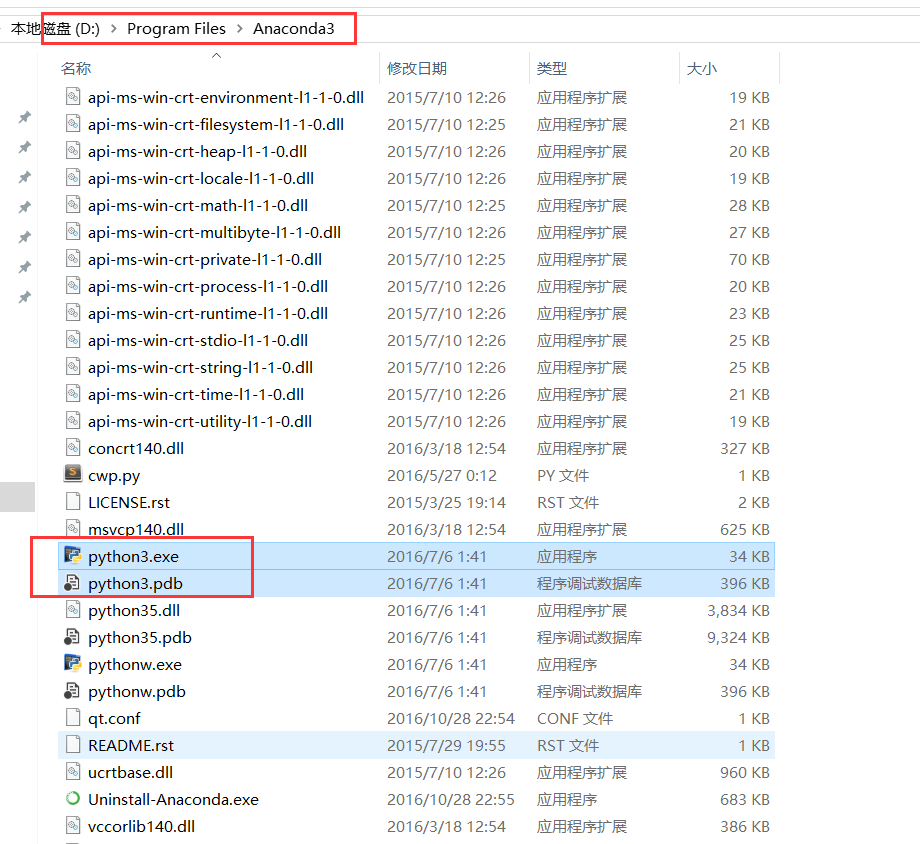 本地磁盘 (D:) > Program Files > Anaconda3
名称 修改日期 类型 大小
api-ms-win-crt-environment-l1-1-0.dll 2015/7/10 12:26 应用程序扩展 19 KB
api-ms-win-crt-filesystem-l1-1-0.dll 2015/7/10 12:25 应用程序扩展 21 KB
api-ms-win-crt-heap-l1-1-0.dll 2015/7/10 12:26 应用程序扩展 20 KB
api-ms-win-crt-locale-l1-1-0.dll 2015/7/10 12:26 应用程序扩展 19 KB
api-ms-win-crt-math-l1-1-0.dll 2015/7/10 12:25 应用程序扩展 28 KB
api-ms-win-crt-multibyte-l1-1-0.dll 2015/7/10 12:26 应用程序扩展 27 KB
api-ms-win-crt-private-l1-1-0.dll 2015/7/10 12:25 应用程序扩展 70 KB
api-ms-win-crt-process-l1-1-0.dll 2015/7/10 12:26 应用程序扩展 20 KB
api-ms-win-crt-runtime-l1-1-0.dll 2015/7/10 12:26 应用程序扩展 23 KB
api-ms-win-crt-stdio-l1-1-0.dll 2015/7/10 12:26 应用程序扩展 25 KB
api-ms-win-crt-string-l1-1-0.dll 2015/7/10 12:26 应用程序扩展 25 KB
api-ms-win-crt-time-l1-1-0.dll 2015/7/10 12:26 应用程序扩展 21 KB
api-ms-win-crt-utility-l1-1-0.dll 2015/7/10 12:26 应用程序扩展 19 KB
concrt140.dll 2016/3/18 12:54 应用程序扩展 327 KB
cwp.py 2016/5/27 0:12 PY 文件 1 KB
LICENSE.rst 2015/3/25 19:14 RST 文件 2 KB
msvcp140.dll 2016/3/18 12:54 应用程序扩展 625 KB
python3.exe 2016/7/6 1:41 应用程序 34 KB
python3.pdb 2016/7/6 1:41 程序调试数据库 396 KB
python35.dll 2016/7/6 1:41 应用程序扩展 3,834 KB
python35.pdb 2016/7/6 1:41 程序调试数据库 9,324 KB
pythonw.exe 2016/7/6 1:41 应用程序 34 KB
pythonw.pdb 2016/7/6 1:41 程序调试数据库 396 KB
qt.conf 2016/10/28 22:54 CONF 文件 1 KB
README.rst 2015/7/29 19:55 RST 文件 1 KB
ucrtbase.dll 2015/7/10 12:26 应用程序扩展 960 KB
Uninstall-Anaconda.exe 2016/10/28 22:55 应用程序 683 KB
vccorlib140.dll 2016/3/18 12:54 应用程序扩展 386 KB